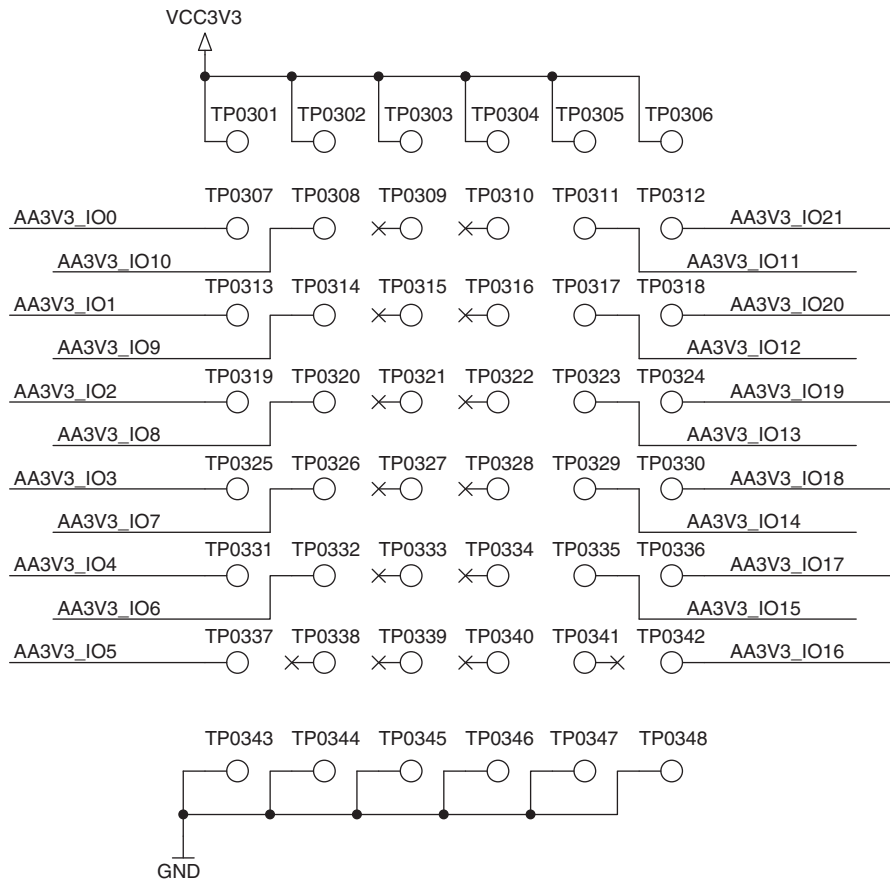 VCC3V3
TP0301 TP0302 TP0303 TP0304 TP0305 TP0306
TP0307 TP0308 TP0309 TP0310 TP0311 TP0312
AA3V3_IO0 AA3V3_IO21
AA3V3_IO10 AA3V3_IO11
TP0313 TP0314 TP0315 TP0316 TP0317 TP0318
AA3V3_IO1 AA3V3_IO20
AA3V3_IO9 AA3V3_IO12
TP0319 TP0320 TP0321 TP0322 TP0323 TP0324
AA3V3_IO2 AA3V3_IO19
AA3V3_IO8 AA3V3_IO13
TP0325 TP0326 TP0327 TP0328 TP0329 TP0330
AA3V3_IO3 AA3V3_IO18
AA3V3_IO7 AA3V3_IO14
TP0331 TP0332 TP0333 TP0334 TP0335 TP0336
AA3V3_IO4 AA3V3_IO17
AA3V3_IO6 AA3V3_IO15
TP0337 TP0338 TP0339 TP0340 TP0341 TP0342
AA3V3_IO5 AA3V3_IO16
TP0343 TP0344 TP0345 TP0346 TP0347 TP0348
GND